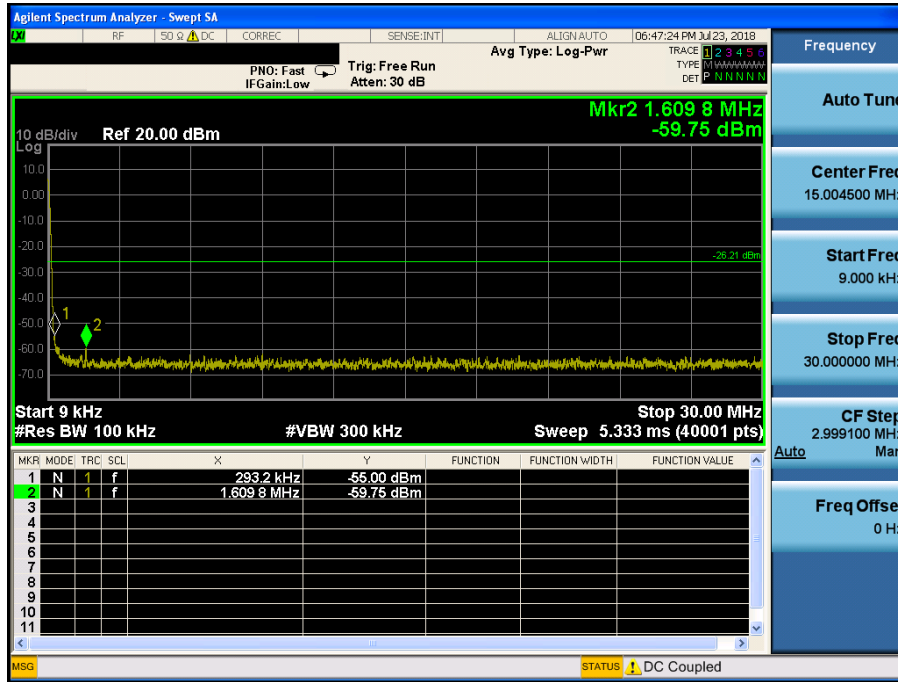 Agilent Spectrum Analyzer - Swept SA
LXI RF 50 Ω DC CORREC SENSE:INT ALIGN AUTO 06:47:24 PM Jul 23, 2018
Frequency
PNO: Fast
IFGain:Low
Trig: Free Run
Atten: 30 dB
Avg Type: Log-Pwr
TRACE 1 2 3 4 5 6
TYPE M WWWWW
DET P N N N N N
Mkr2 1.609 8 MHz
-59.75 dBm
10 dB/div Ref 20.00 dBm
Log
10.0
0.00
-10.0
-20.0
-26.21 dBm
-30.0
-40.0
-50.0
-60.0
-70.0
1
2
Start 9 kHz Stop 30.00 MHz
#Res BW 100 kHz #VBW 300 kHz Sweep 5.333 ms (40001 pts)
MKR MODE TRC SCL X Y FUNCTION FUNCTION WIDTH FUNCTION VALUE
1 N 1 f 293.2 kHz -55.00 dBm
2 N 1 f 1.609 8 MHz -59.75 dBm
3
4
5
6
7
8
9
10
11
MSG STATUS DC Coupled
Auto Tune
Center Freq
15.004500 MHz
Start Freq
9.000 kHz
Stop Freq
30.000000 MHz
CF Step
2.999100 MHz
Auto Man
Freq Offset
0 Hz